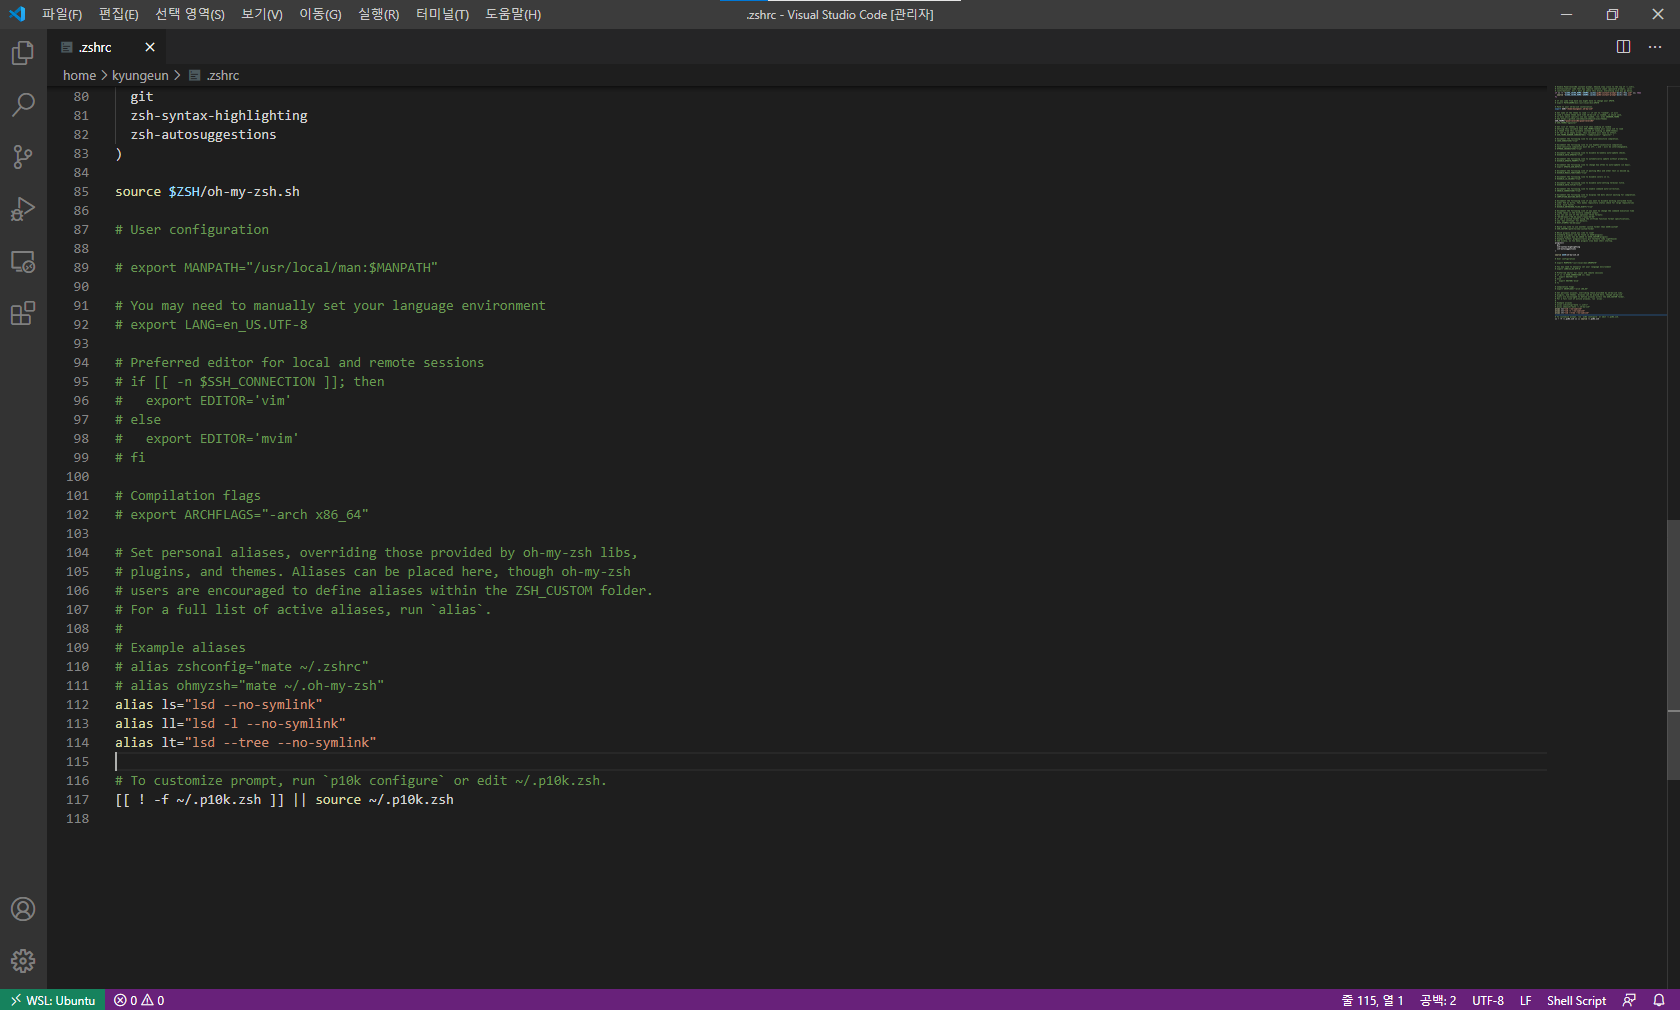 파일(F) 편집(E) 선택 영역(S) 보기(V) 이동(G) 실행(R) 터미널(T) 도움말(H)
.zshrc - Visual Studio Code [관리자]
.zshrc
home > kyungeun > .zshrc
80 git
81 zsh-syntax-highlighting
82 zsh-autosuggestions
83 )
84
85 source $ZSH/oh-my-zsh.sh
86
87 # User configuration
88
89 # export MANPATH="/usr/local/man:$MANPATH"
90
91 # You may need to manually set your language environment
92 # export LANG=en_US.UTF-8
93
94 # Preferred editor for local and remote sessions
95 # if [[ -n $SSH_CONNECTION ]]; then
96 #   export EDITOR='vim'
97 # else
98 #   export EDITOR='mvim'
99 # fi
100
101 # Compilation flags
102 # export ARCHFLAGS="-arch x86_64"
103
104 # Set personal aliases, overriding those provided by oh-my-zsh libs,
105 # plugins, and themes. Aliases can be placed here, though oh-my-zsh
106 # users are encouraged to define aliases within the ZSH_CUSTOM folder.
107 # For a full list of active aliases, run `alias`.
108 #
109 # Example aliases
110 # alias zshconfig="mate ~/.zshrc"
111 # alias ohmyzsh="mate ~/.oh-my-zsh"
112 alias ls="lsd --no-symlink"
113 alias ll="lsd -l --no-symlink"
114 alias lt="lsd --tree --no-symlink"
115
116 # To customize prompt, run `p10k configure` or edit ~/.p10k.zsh.
117 [[ ! -f ~/.p10k.zsh ]] || source ~/.p10k.zsh
118
WSL: Ubuntu 0 0 줄 115, 열 1 공백: 2 UTF-8 LF Shell Script